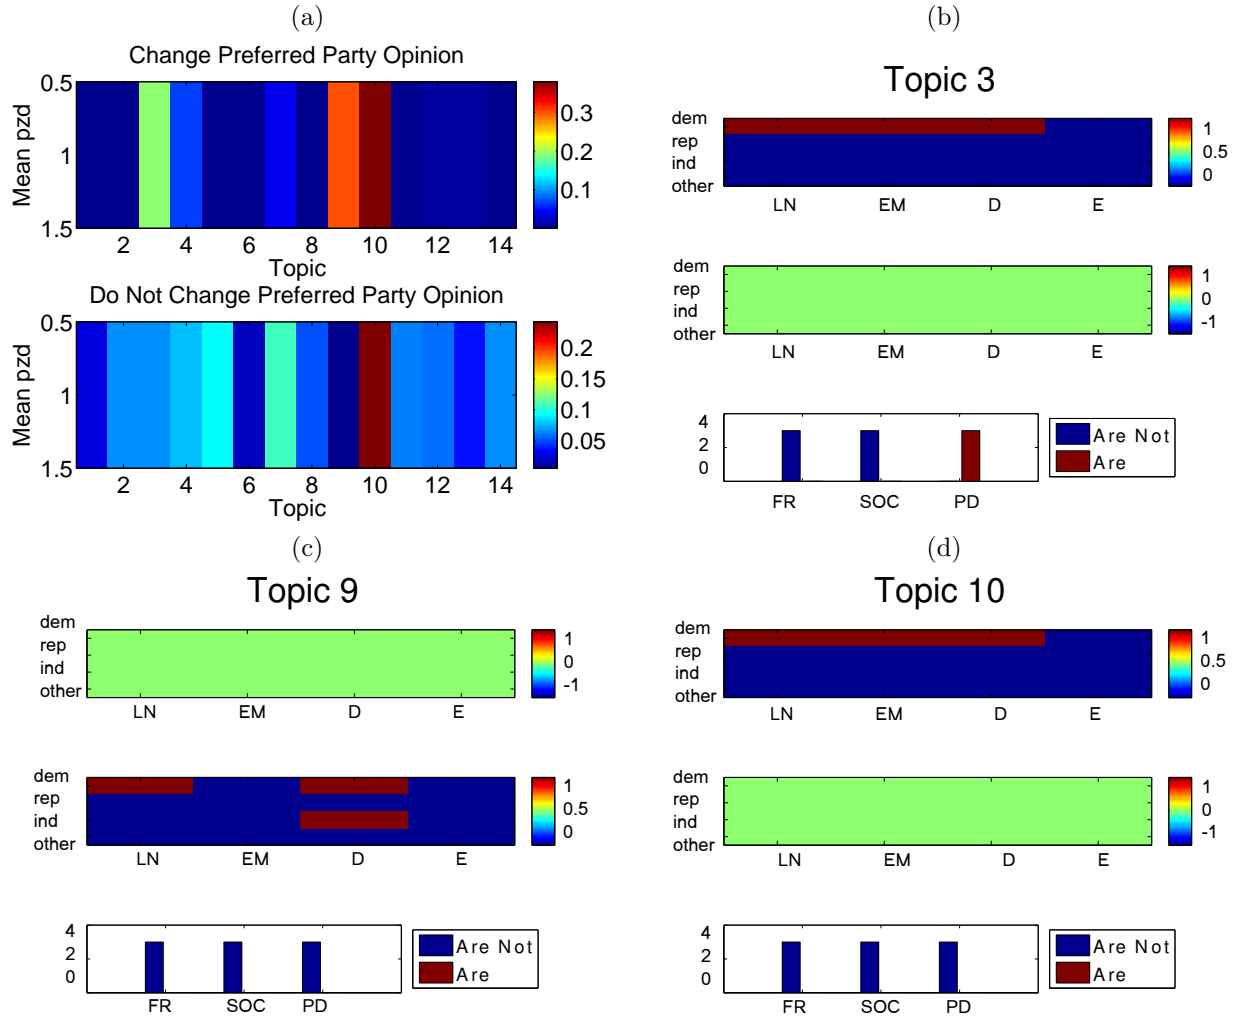 (a)
Change Preferred Party Opinion
0.5
1
1.5
Mean pzd
0.3
0.2
0.1
2 4 6 8 10 12 14
Topic
Do Not Change Preferred Party Opinion
0.5
1
1.5
Mean pzd
0.2
0.15
0.1
0.05
2 4 6 8 10 12 14
Topic
(b)
Topic 3
dem
rep
ind
other
1
0.5
0
LN EM D E
dem
rep
ind
other
1
0
-1
LN EM D E
4
2
0
FR SOC PD
Are Not
Are
(c)
Topic 9
dem
rep
ind
other
1
0
-1
LN EM D E
dem
rep
ind
other
1
0.5
0
LN EM D E
4
2
0
FR SOC PD
Are Not
Are
(d)
Topic 10
dem
rep
ind
other
1
0.5
0
LN EM D E
dem
rep
ind
other
1
0
-1
LN EM D E
4
2
0
FR SOC PD
Are Not
Are